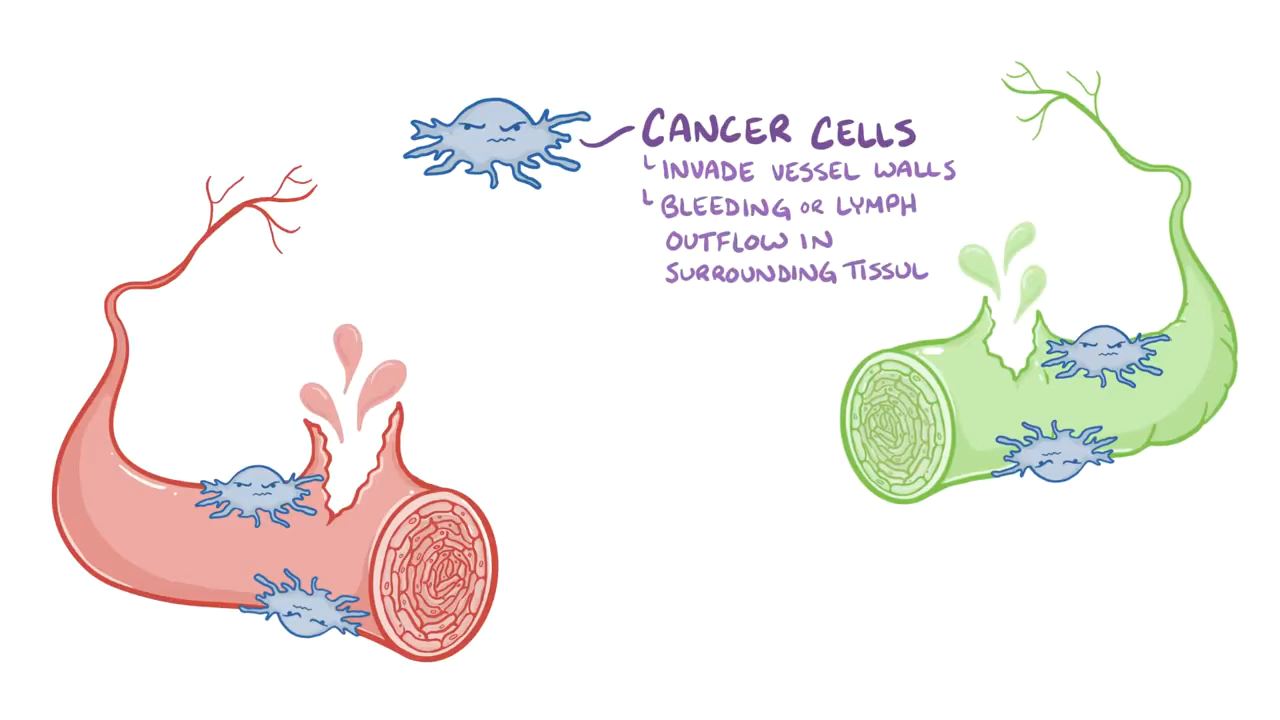 CANCER CELLS
└ INVADE VESSEL WALLS
└ BLEEDING OR LYMPH
OUTFLOW IN
SURROUNDING TISSUL